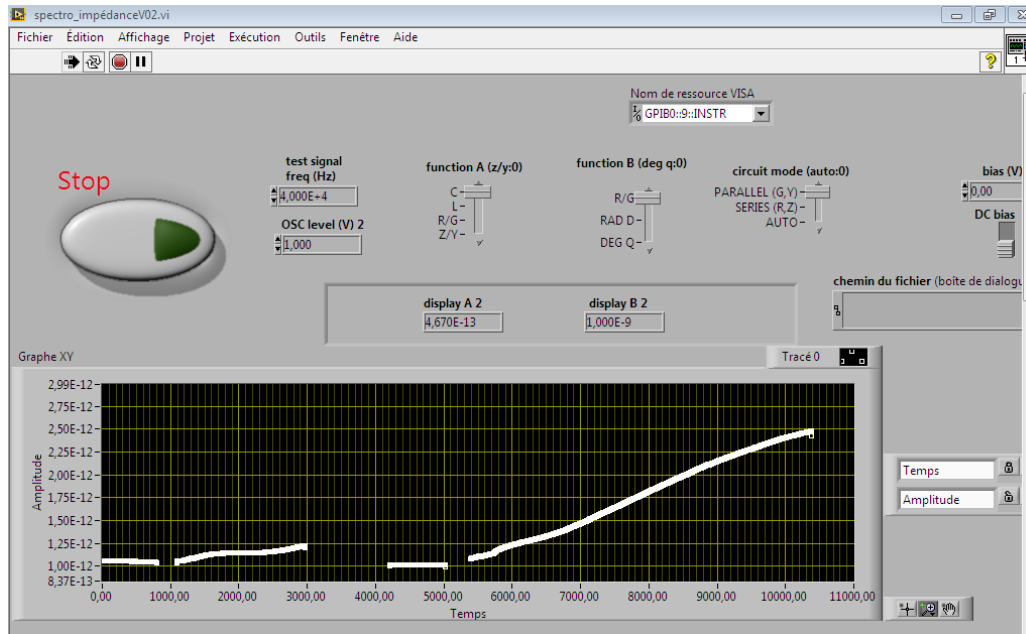 spectro_impédanceV02.vi
Fichier Édition Affichage Projet Exécution Outils Fenêtre Aide
Nom de ressource VISA
GPIB0::9::INSTR
Stop
test signal
freq (Hz)
4,000E+4
OSC level (V) 2
1,000
function A (z/y:0)
C
L
R/G
Z/Y
function B (deg q:0)
R/G
RAD D
DEG Q
circuit mode (auto:0)
PARALLEL (G,Y)
SERIES (R,Z)
AUTO
bias (V)
0,00
DC bias
chemin du fichier (boîte de dialogu
display A 2
4,670E-13
display B 2
1,000E-9
Graphe XY
Tracé 0
2,99E-12
2,75E-12
2,50E-12
2,25E-12
2,00E-12
1,75E-12
1,50E-12
1,25E-12
1,00E-12
8,37E-13
Amplitude
0,00 1000,00 2000,00 3000,00 4000,00 5000,00 6000,00 7000,00 8000,00 9000,00 10000,00 11000,00
Temps
Temps
Amplitude